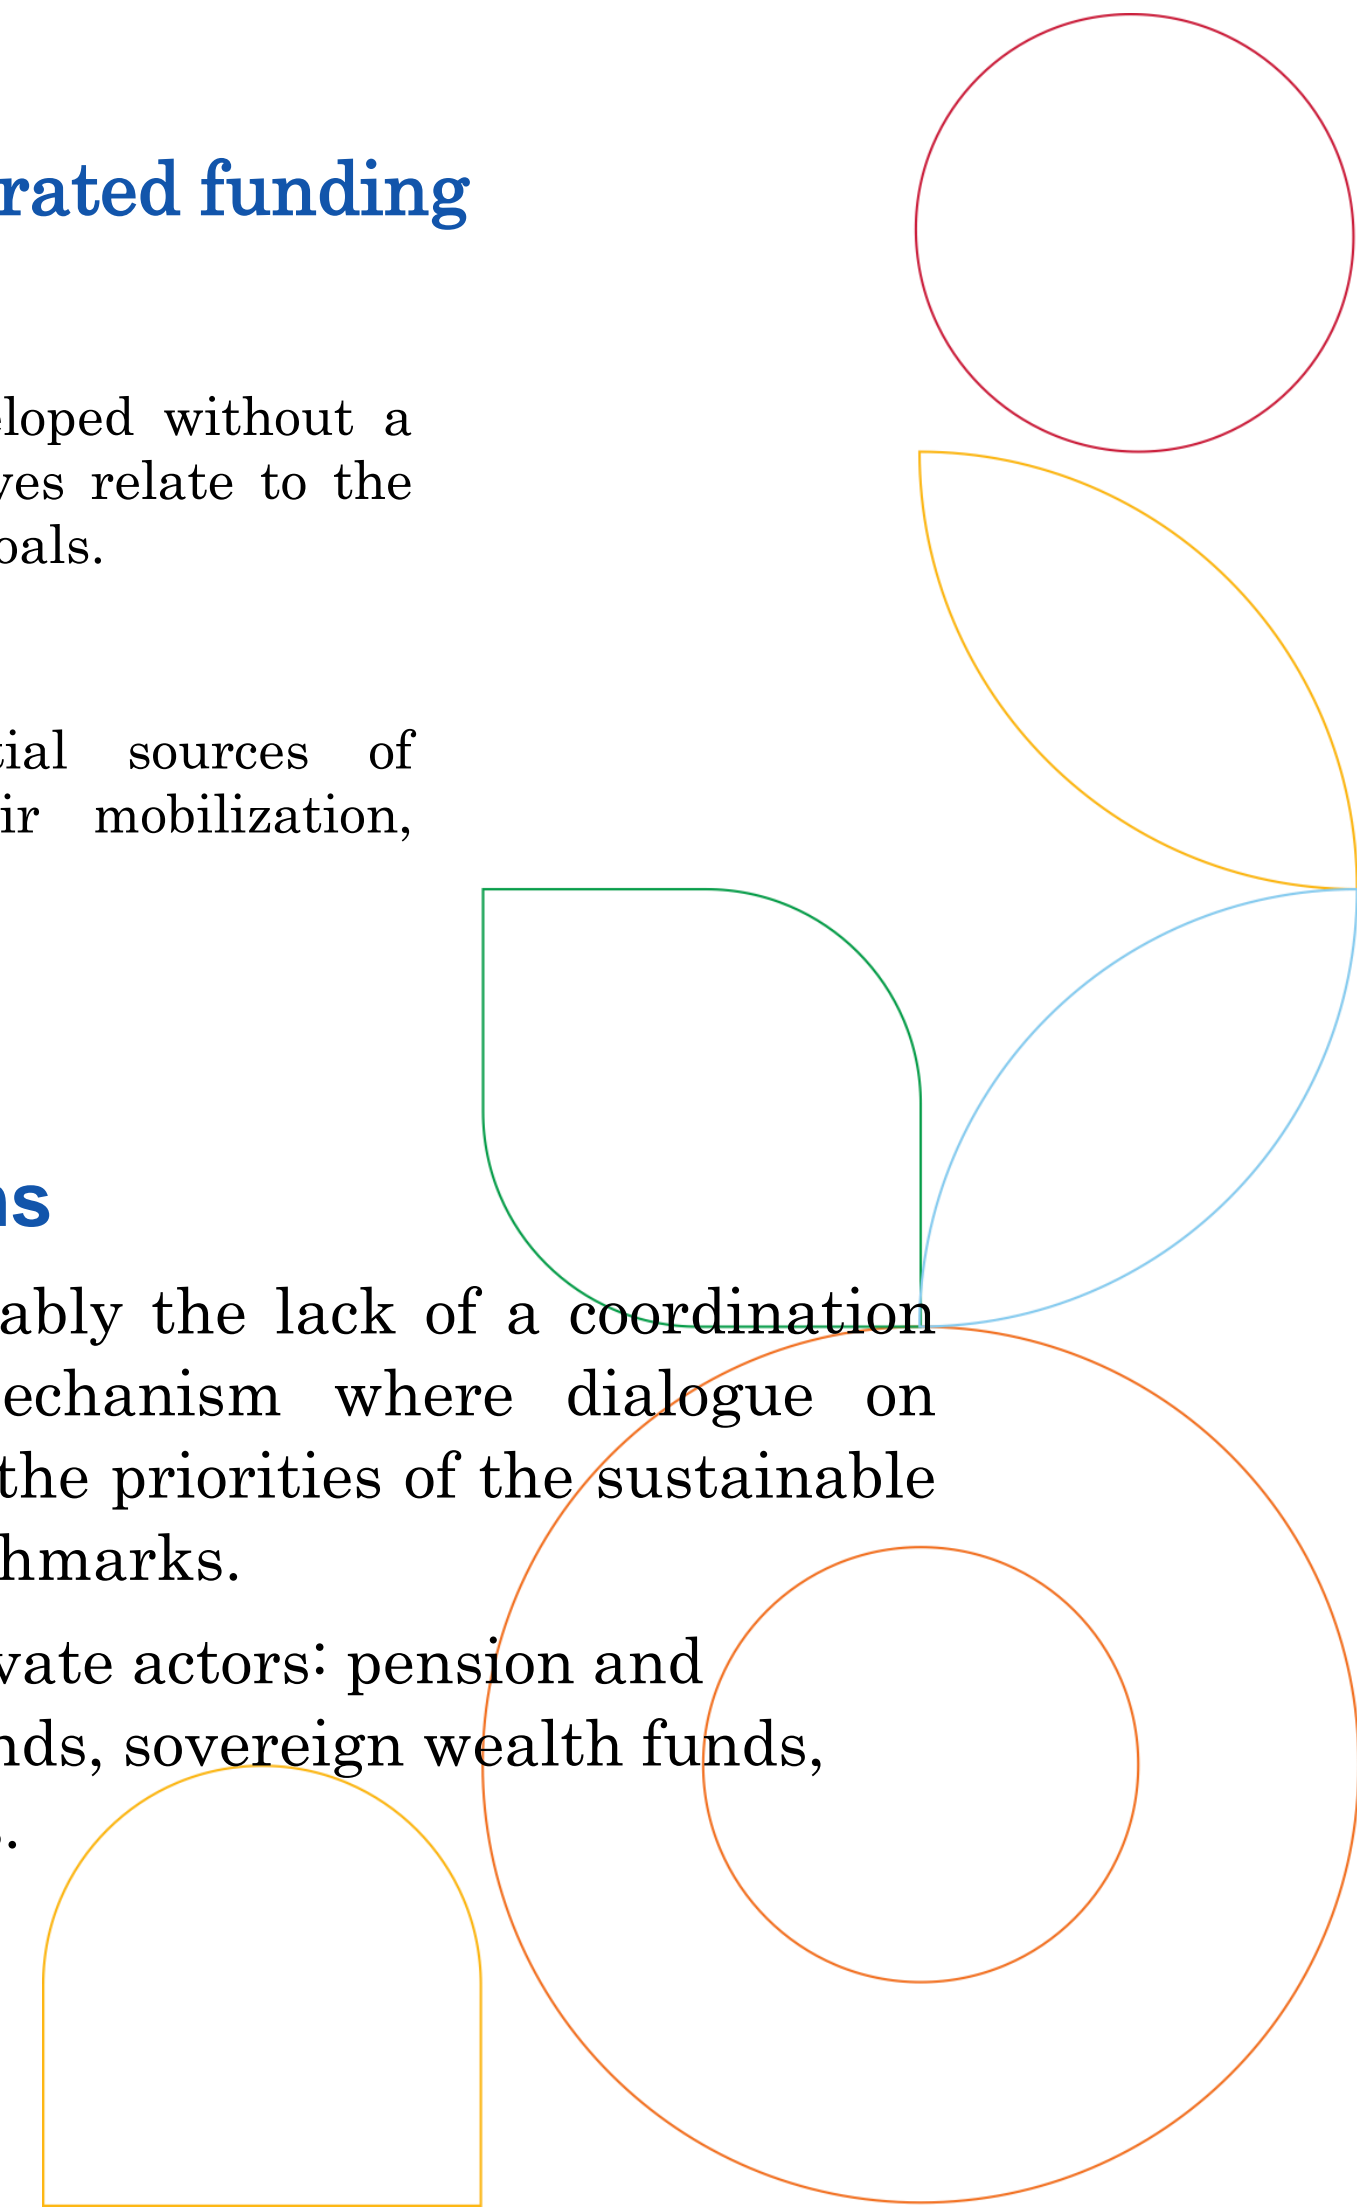 rated funding
eloped without a
ves relate to the
oals.
tial sources of
ir mobilization,
ns
ably the lack of a coordination
echanism where dialogue on
the priorities of the sustainable
hmarks.
vate actors: pension and
nds, sovereign wealth funds,
s.